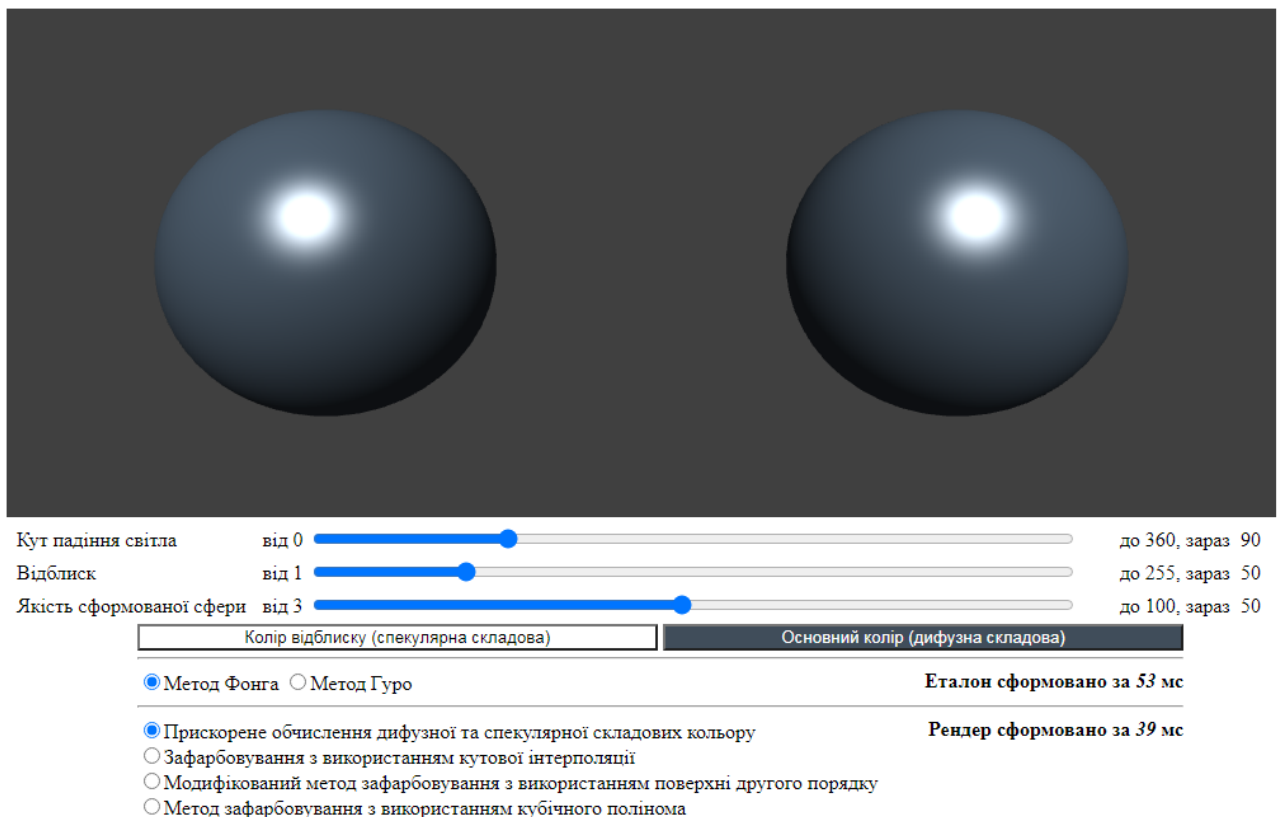 Кут падіння світла від 0 до 360, зараз 90
Відблиск від 1 до 255, зараз 50
Якість сформованої сфери від 3 до 100, зараз 50
Колір відблиску (спекулярна складова) Основний колір (дифузна складова)
Метод Фонга Метод Гуро Еталон сформовано за 53 мс
Прискорене обчислення дифузної та спекулярної складових кольору Рендер сформовано за 39 мс
Зафарбовування з використанням кутової інтерполяції
Модифікований метод зафарбовування з використанням поверхні другого порядку
Метод зафарбовування з використанням кубічного полінома